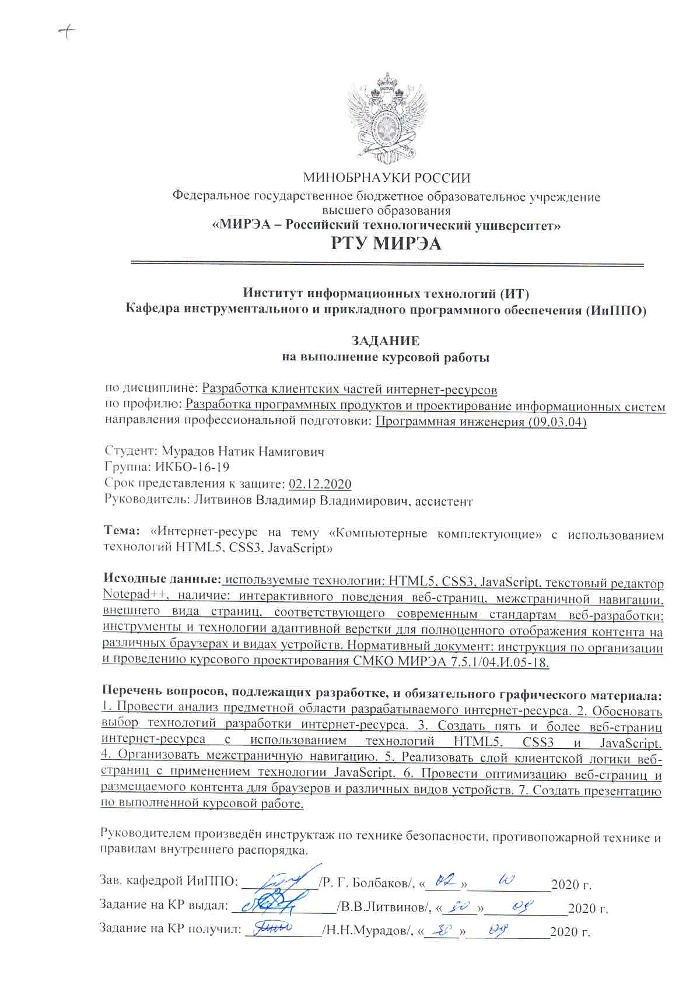 МИНОБРНАУКИ РОССИИ
Федеральное государственное бюджетное образовательное учреждение
высшего образования
«МИРЭА – Российский технологический университет»
РТУ МИРЭА
Институт информационных технологий (ИТ)
Кафедра инструментального и прикладного программного обеспечения (ИиППО)
ЗАДАНИЕ
на выполнение курсовой работы
по дисциплине: Разработка клиентских частей интернет-ресурсов
по профилю: Разработка программных продуктов и проектирование информационных систем
направления профессиональной подготовки: Программная инженерия (09.03.04)
Студент: Мурадов Натик Намигович
Группа: ИКБО-16-19
Срок представления к защите: 02.12.2020
Руководитель: Литвинов Владимир Владимирович, ассистент
Тема: «Интернет-ресурс на тему «Компьютерные комплектующие» с использованием
технологий HTML5, CSS3, JavaScript»
Исходные данные: используемые технологии: HTML5, CSS3, JavaScript, текстовый редактор
Notepad++, наличие: интерактивного поведения веб-страниц, межстраничной навигации,
внешнего вида страниц, соответствующего современным стандартам веб-разработки;
инструменты и технологии адаптивной верстки для полноценного отображения контента на
различных браузерах и видах устройств. Нормативный документ: инструкция по организации
и проведению курсового проектирования СМКО МИРЭА 7.5.1/04.И.05-18.
Перечень вопросов, подлежащих разработке, и обязательного графического материала:
1. Провести анализ предметной области разрабатываемого интернет-ресурса. 2. Обосновать
выбор технологий разработки интернет-ресурса. 3. Создать пять и более веб-страниц
интернет-ресурса с использованием технологий HTML5, CSS3 и JavaScript.
4. Организовать межстраничную навигацию. 5. Реализовать слой клиентской логики веб-
страниц с применением технологии JavaScript. 6. Провести оптимизацию веб-страниц и
размещаемого контента для браузеров и различных видов устройств. 7. Создать презентацию
по выполненной курсовой работе.
Руководителем произведён инструктаж по технике безопасности, противопожарной технике и
правилам внутреннего распорядка.
Зав. кафедрой ИиППО: /Р. Г. Болбаков/, «02» 10 2020 г.
Задание на КР выдал: /В.В.Литвинов/, «30» 09 2020 г.
Задание на КР получил: /Н.Н.Мурадов/, «30» 09 2020 г.